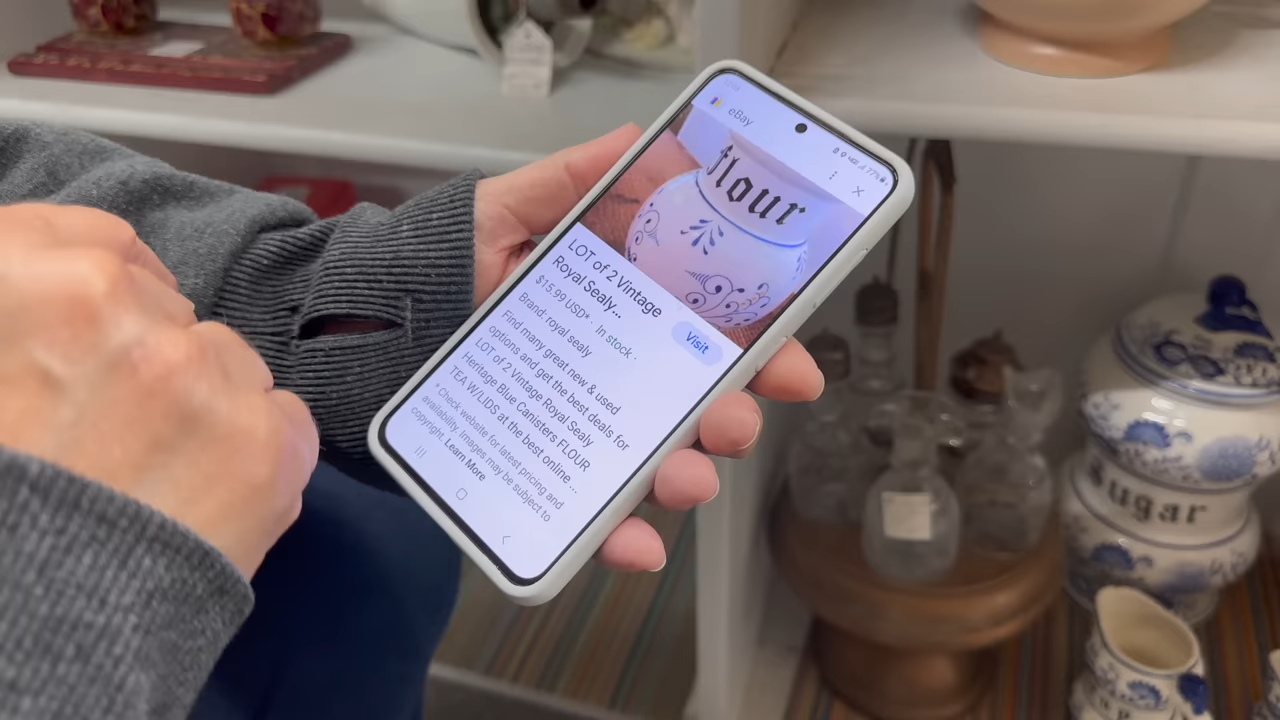 eBay
77%
flour
LOT of 2 Vintage
Royal Sealy...
$15.99 USD* · In stock ·
Visit
Brand: royal sealy
Find many great new & used
options and get the best deals for
LOT of 2 Vintage Royal Sealy
Heritage Blue Canisters FLOUR
TEA W/LIDS at the best online ...
* Check website for latest pricing and
availability. Images may be subject to
copyright. Learn More
Sugar